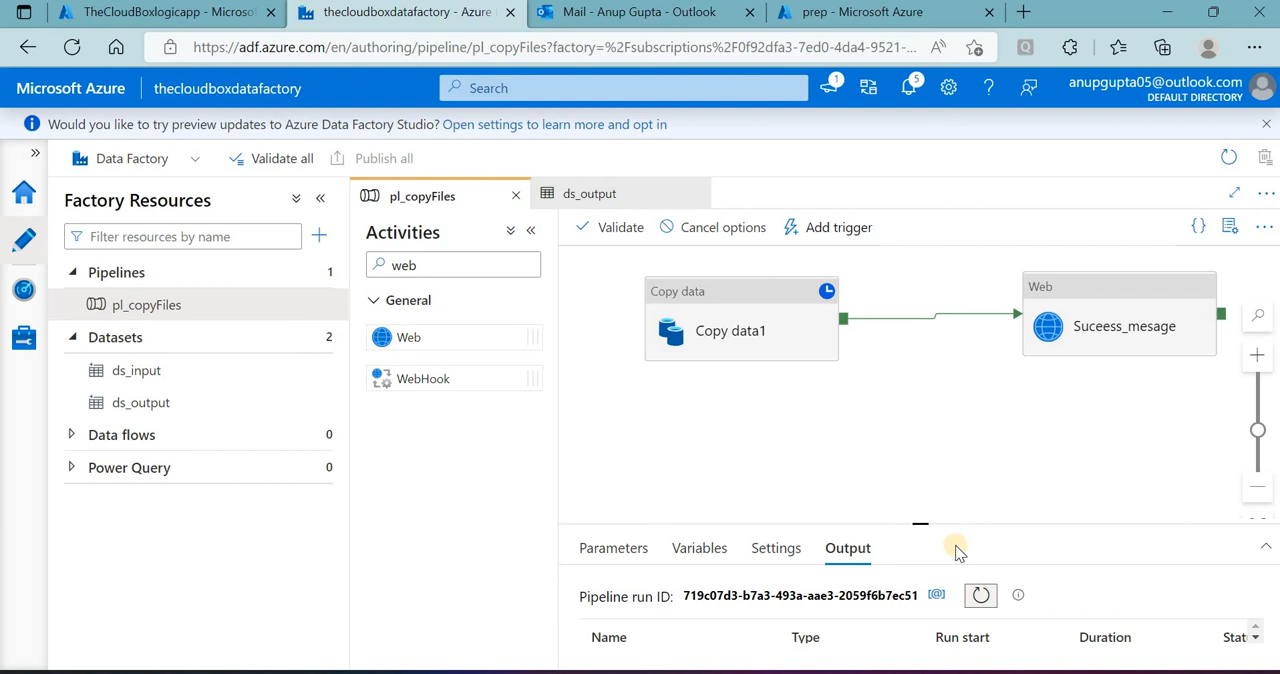 TheCloudBoxlogicapp - Microso
thecloudboxdatafactory - Azure
Mail - Anup Gupta - Outlook
prep - Microsoft Azure
https://adf.azure.com/en/authoring/pipeline/pl_copyFiles?factory=%2Fsubscriptions%2F0f92dfa3-7ed0-4da4-9521-...
Microsoft Azure
thecloudboxdatafactory
Search
1
5
anupgupta05@outlook.com
DEFAULT DIRECTORY
Would you like to try preview updates to Azure Data Factory Studio? Open settings to learn more and opt in
Data Factory
Validate all
Publish all
Factory Resources
Filter resources by name
Pipelines 1
pl_copyFiles
Datasets 2
ds_input
ds_output
Data flows 0
Power Query 0
pl_copyFiles
ds_output
Activities
web
General
Web
WebHook
Validate
Cancel options
Add trigger
Copy data
Copy data1
Web
Suceess_mesage
Parameters
Variables
Settings
Output
Pipeline run ID: 719c07d3-b7a3-493a-aae3-2059f6b7ec51
Name
Type
Run start
Duration
Stat